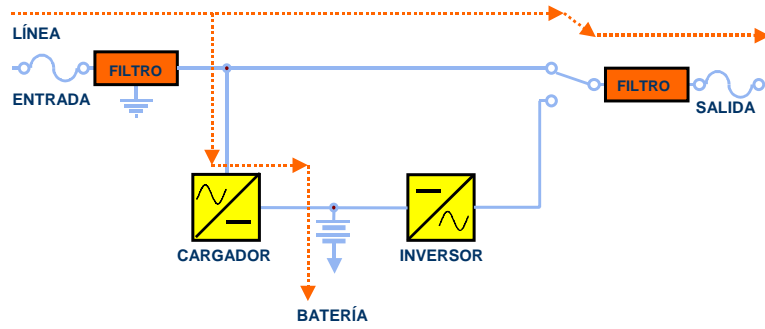 LÍNEA
FILTRO
ENTRADA
FILTRO
SALIDA
CARGADOR
INVERSOR
BATERÍA